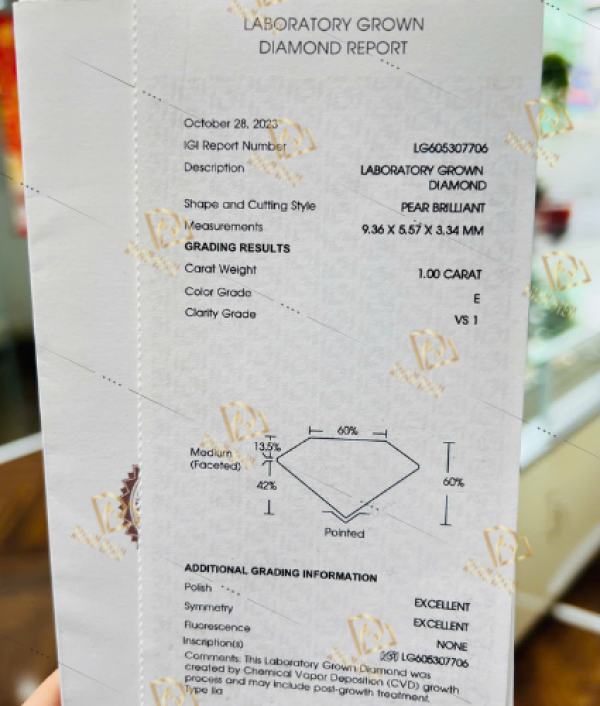 LABORATORY GROWN
DIAMOND REPORT
October 28, 2023
IGI Report Number LG605307706
Description LABORATORY GROWN
DIAMOND
Shape and Cutting Style PEAR BRILLIANT
Measurements 9.36 X 5.57 X 3.34 MM
GRADING RESULTS
Carat Weight 1.00 CARAT
Color Grade E
Clarity Grade VS 1
60%
Medium 13.5%
(Faceted)
42% 60%
Pointed
ADDITIONAL GRADING INFORMATION
Polish EXCELLENT
Symmetry EXCELLENT
Fluorescence NONE
Inscription(s) LG605307706
Comments: This Laboratory Grown Diamond was
created by Chemical Vapor Deposition (CVD) growth
process and may include post-growth treatment.
Type IIa